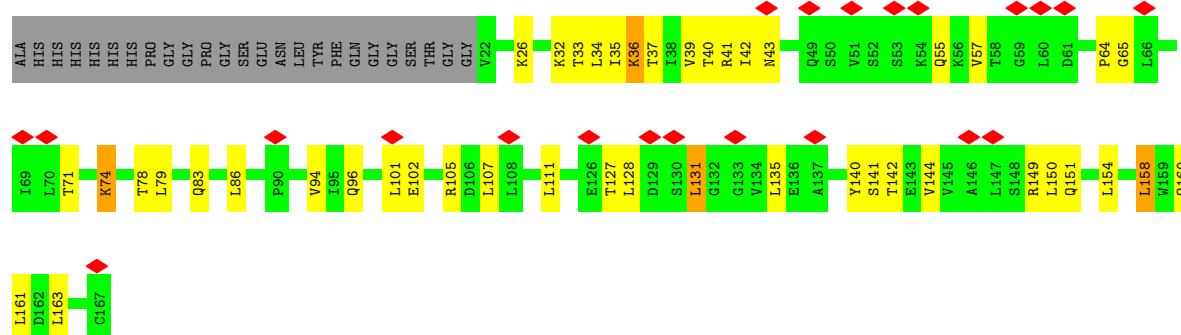 ALA HIS HIS HIS HIS HIS HIS PRO GLY PRO GLY SER GLU ASN LEU TYR PHE GLN GLY GLY SER THR GLY GLY V22 K26 K32 T33 L34 I35 K36 T37 I38 V39 T40 R41 I42 N43 Q49 S50 V51 S52 S53 K54 Q55 K56 V57 T58 G59 L60 D61 P64 G65 L66
I69 L70 T71 K74 T78 L79 Q83 L86 P90 V94 I95 Q96 L101 E102 R105 D106 L107 L108 L111 E126 T127 L128 D129 S130 L131 G132 G133 V134 L135 E136 A137 Y140 S141 T142 E143 V144 V145 A146 L147 S148 R149 L150 Q151 L154 L158 W159
L161 D162 L163 C167